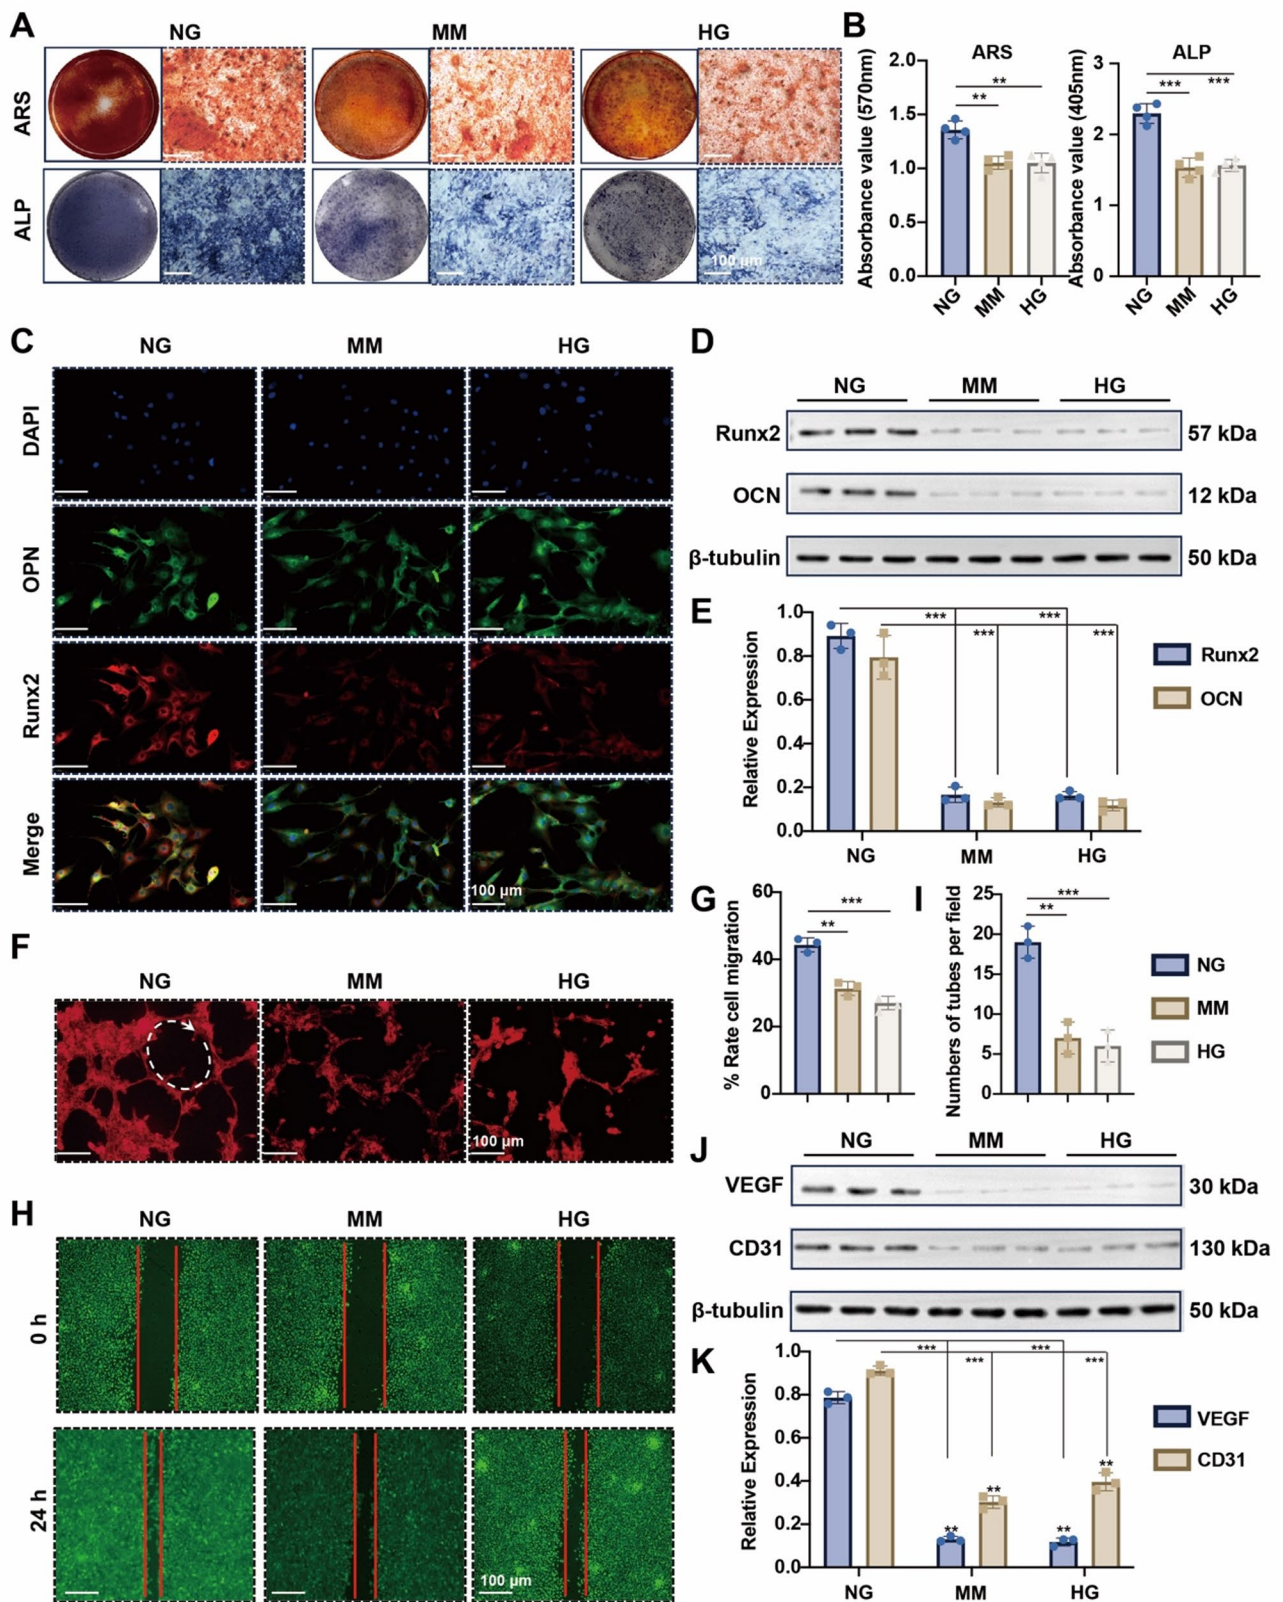 A
NG
MM
HG
ARS
ALP
100 μm
B
ARS
Absorbance value (570nm)
2.0
1.5
1.0
0.5
0.0
**
**
NG
MM
HG
ALP
Absorbance value (405nm)
3
2
1
0
***
***
NG
MM
HG
C
NG
MM
HG
DAPI
OPN
Runx2
Merge
100 μm
D
NG
MM
HG
Runx2
57 kDa
OCN
12 kDa
β-tubulin
50 kDa
E
Relative Expression
1.0
0.8
0.6
0.4
0.2
0.0
***
***
***
***
NG
MM
HG
Runx2
OCN
F
NG
MM
HG
100 μm
G
% Rate cell migration
60
40
20
0
***
**
I
Numbers of tubes per field
25
20
15
10
5
0
***
**
NG
MM
HG
H
NG
MM
HG
0 h
24 h
100 μm
J
NG
MM
HG
VEGF
30 kDa
CD31
130 kDa
β-tubulin
50 kDa
K
Relative Expression
1.0
0.8
0.6
0.4
0.2
0.0
***
***
***
***
**
**
**
**
NG
MM
HG
VEGF
CD31